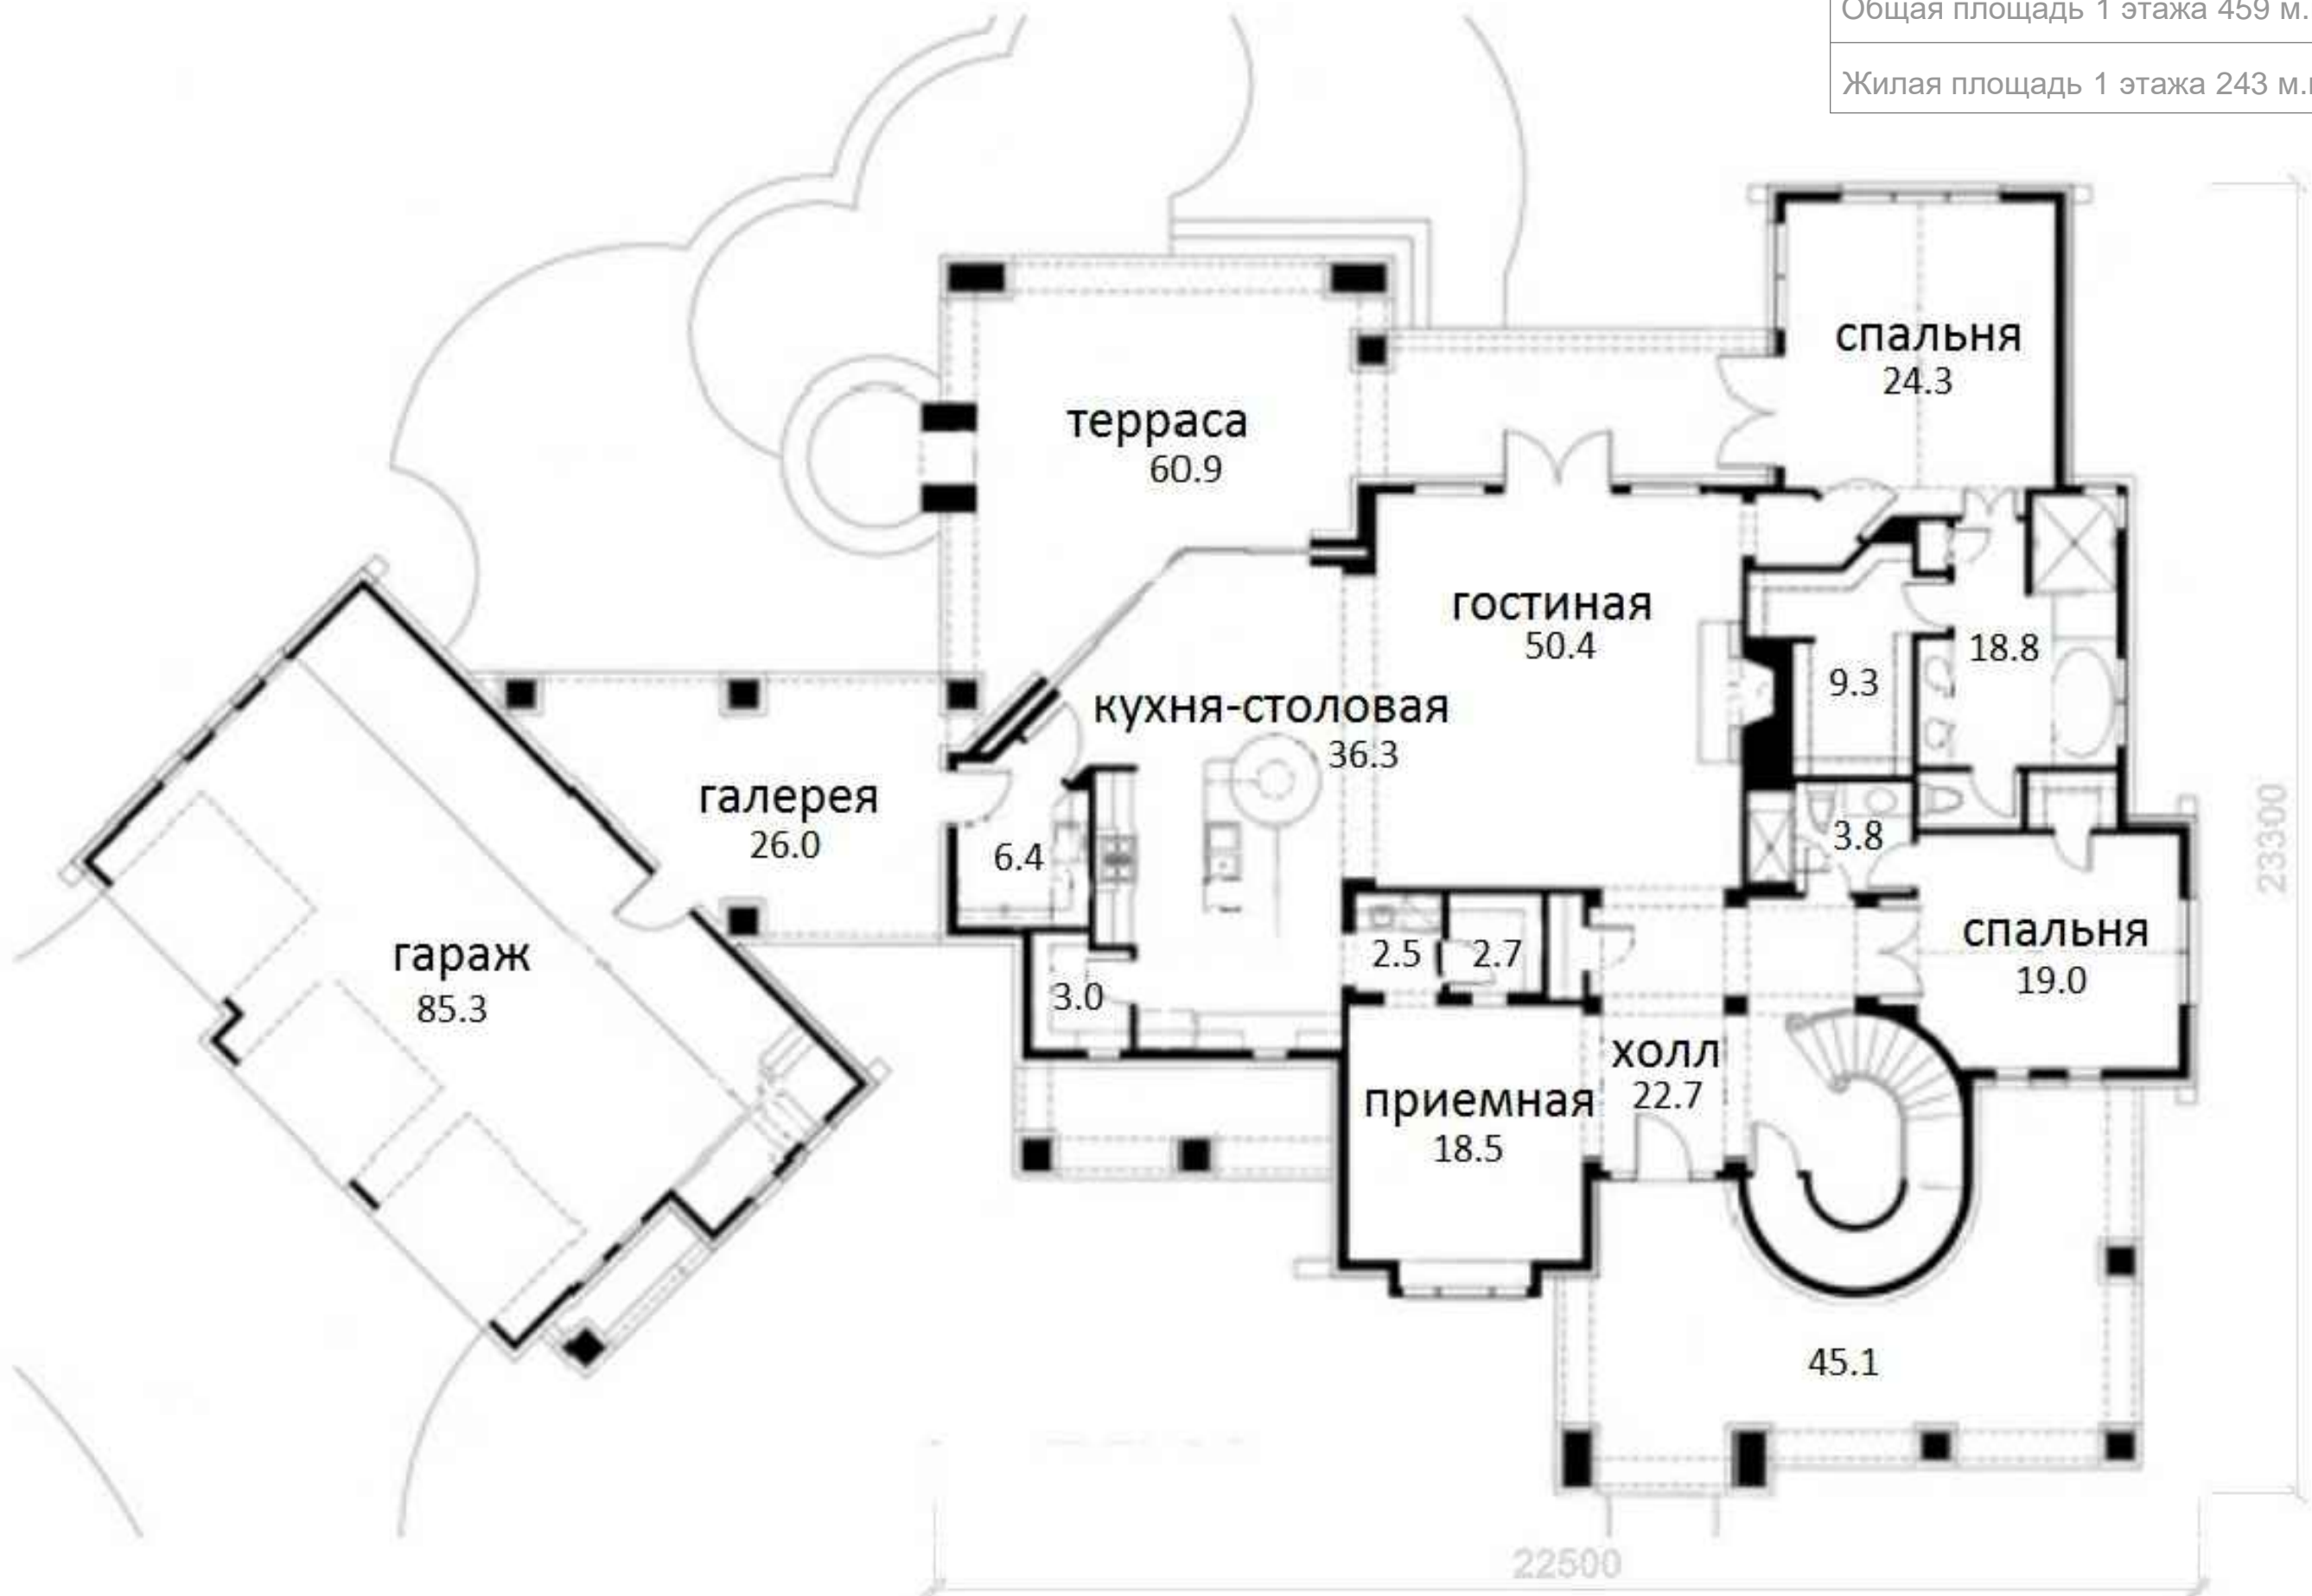 Общая площадь 1 этажа 459 м.
Жилая площадь 1 этажа 243 м.
спальня
24.3
терраса
60.9
гостиная
50.4
18.8
9.3
кухня-столовая
36.3
галерея
26.0
6.4
3.8
23300
гараж
85.3
спальня
19.0
2.5
2.7
3.0
холл
22.7
приемная
18.5
45.1
22500